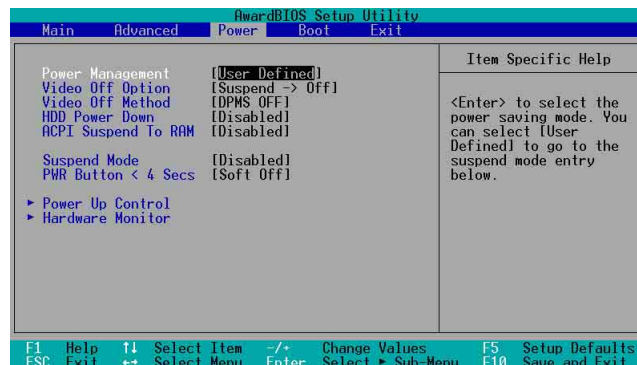 AwardBIOS Setup Utility
Main Advanced Power Boot Exit
Item Specific Help
Power Management [User Defined]
Video Off Option [Suspend -> Off]
Video Off Method [DPMS OFF]
HDD Power Down [Disabled]
ACPI Suspend To RAM [Disabled]
Suspend Mode [Disabled]
PWR Button < 4 Secs [Soft Off]
► Power Up Control
► Hardware Monitor
<Enter> to select the
power saving mode. You
can select [User
Defined] to go to the
suspend mode entry
below.
F1 Help ↑↓ Select Item -/+ Change Values F5 Setup Defaults
ESC Exit ←→ Select Menu Enter Select ► Sub-Menu F10 Save and Exit